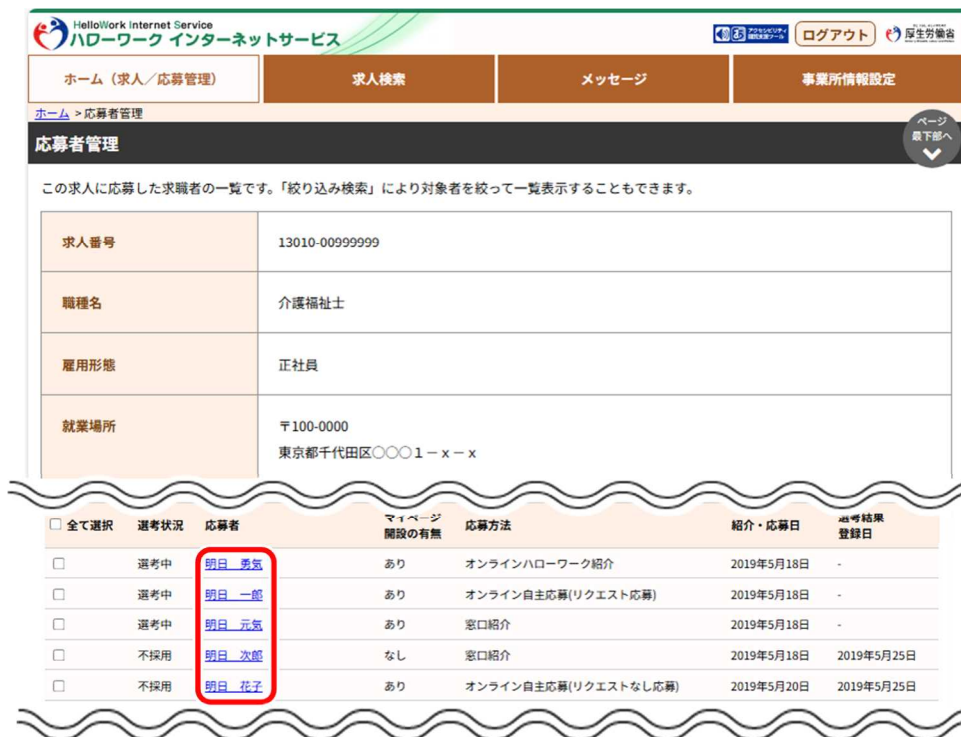 HelloWork Internet Service
ハローワーク インターネットサービス
ログアウト
厚生労働省
ホーム（求人／応募管理） 求人検索 メッセージ 事業所情報設定
ホーム > 応募者管理
ページ
最下部へ
応募者管理
この求人に応募した求職者の一覧です。「絞り込み検索」により対象者を絞って一覧表示することもできます。
求人番号 13010-00999999
職種名 介護福祉士
雇用形態 正社員
就業場所 〒100-0000
東京都千代田区○○○１－ｘ－ｘ
全て選択 選考状況 応募者 マイページ開設の有無 応募方法 紹介・応募日 選考結果登録日
選考中 明日　勇気 あり オンラインハローワーク紹介 2019年5月18日 -
選考中 明日　一郎 あり オンライン自主応募(リクエスト応募) 2019年5月18日 -
選考中 明日　元気 あり 窓口紹介 2019年5月18日 -
不採用 明日　次郎 なし 窓口紹介 2019年5月18日 2019年5月25日
不採用 明日　花子 あり オンライン自主応募(リクエストなし応募) 2019年5月20日 2019年5月25日